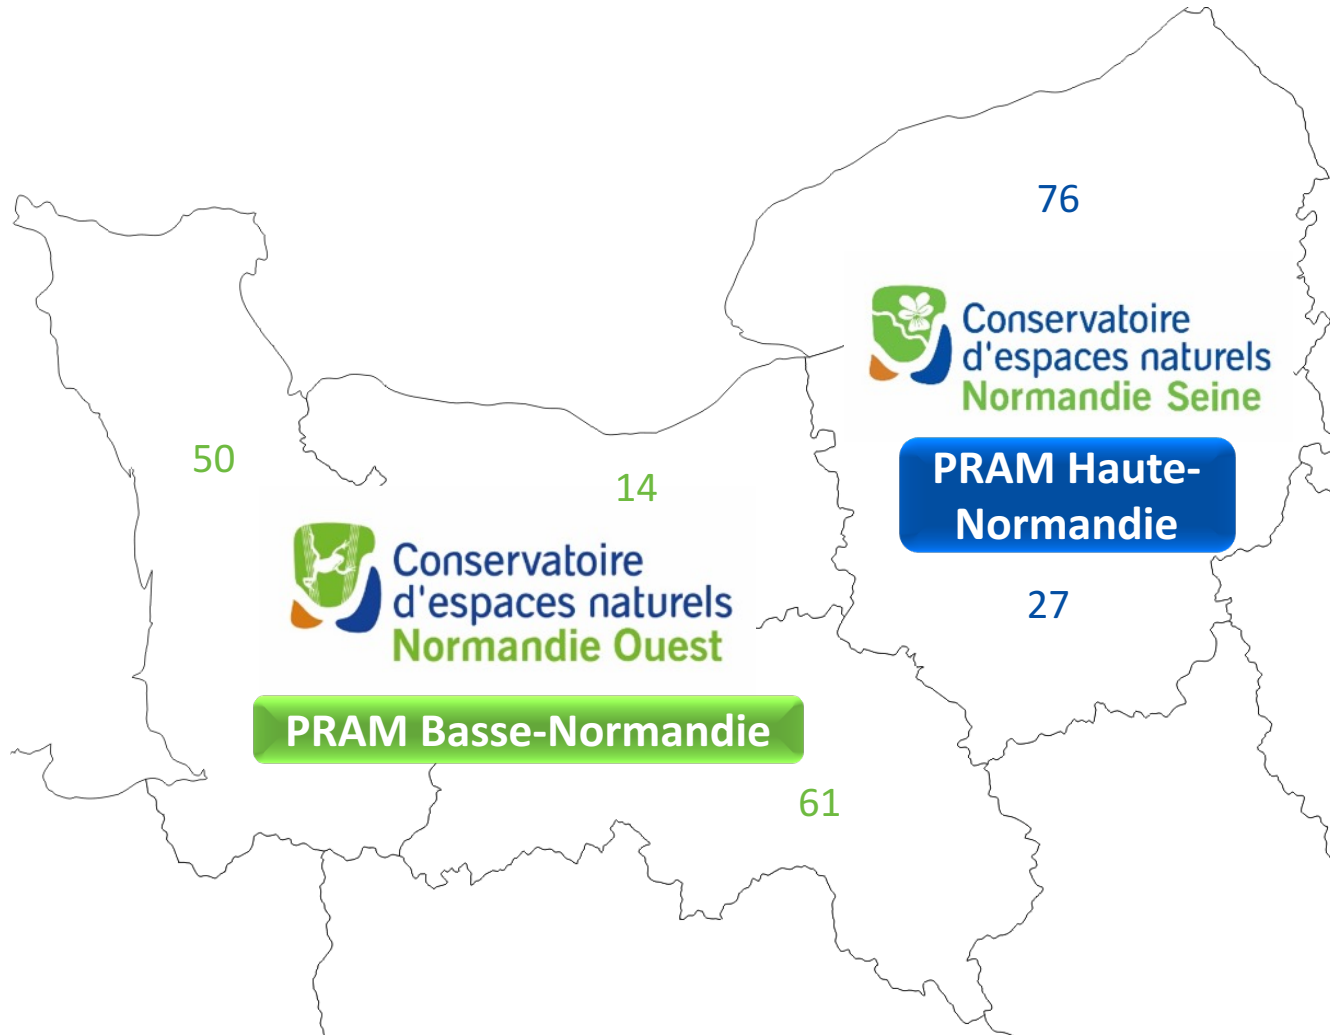 76
Conservatoire
d'espaces naturels
Normandie Seine
PRAM Haute-
Normandie
27
50
14
Conservatoire
d'espaces naturels
Normandie Ouest
PRAM Basse-Normandie
61